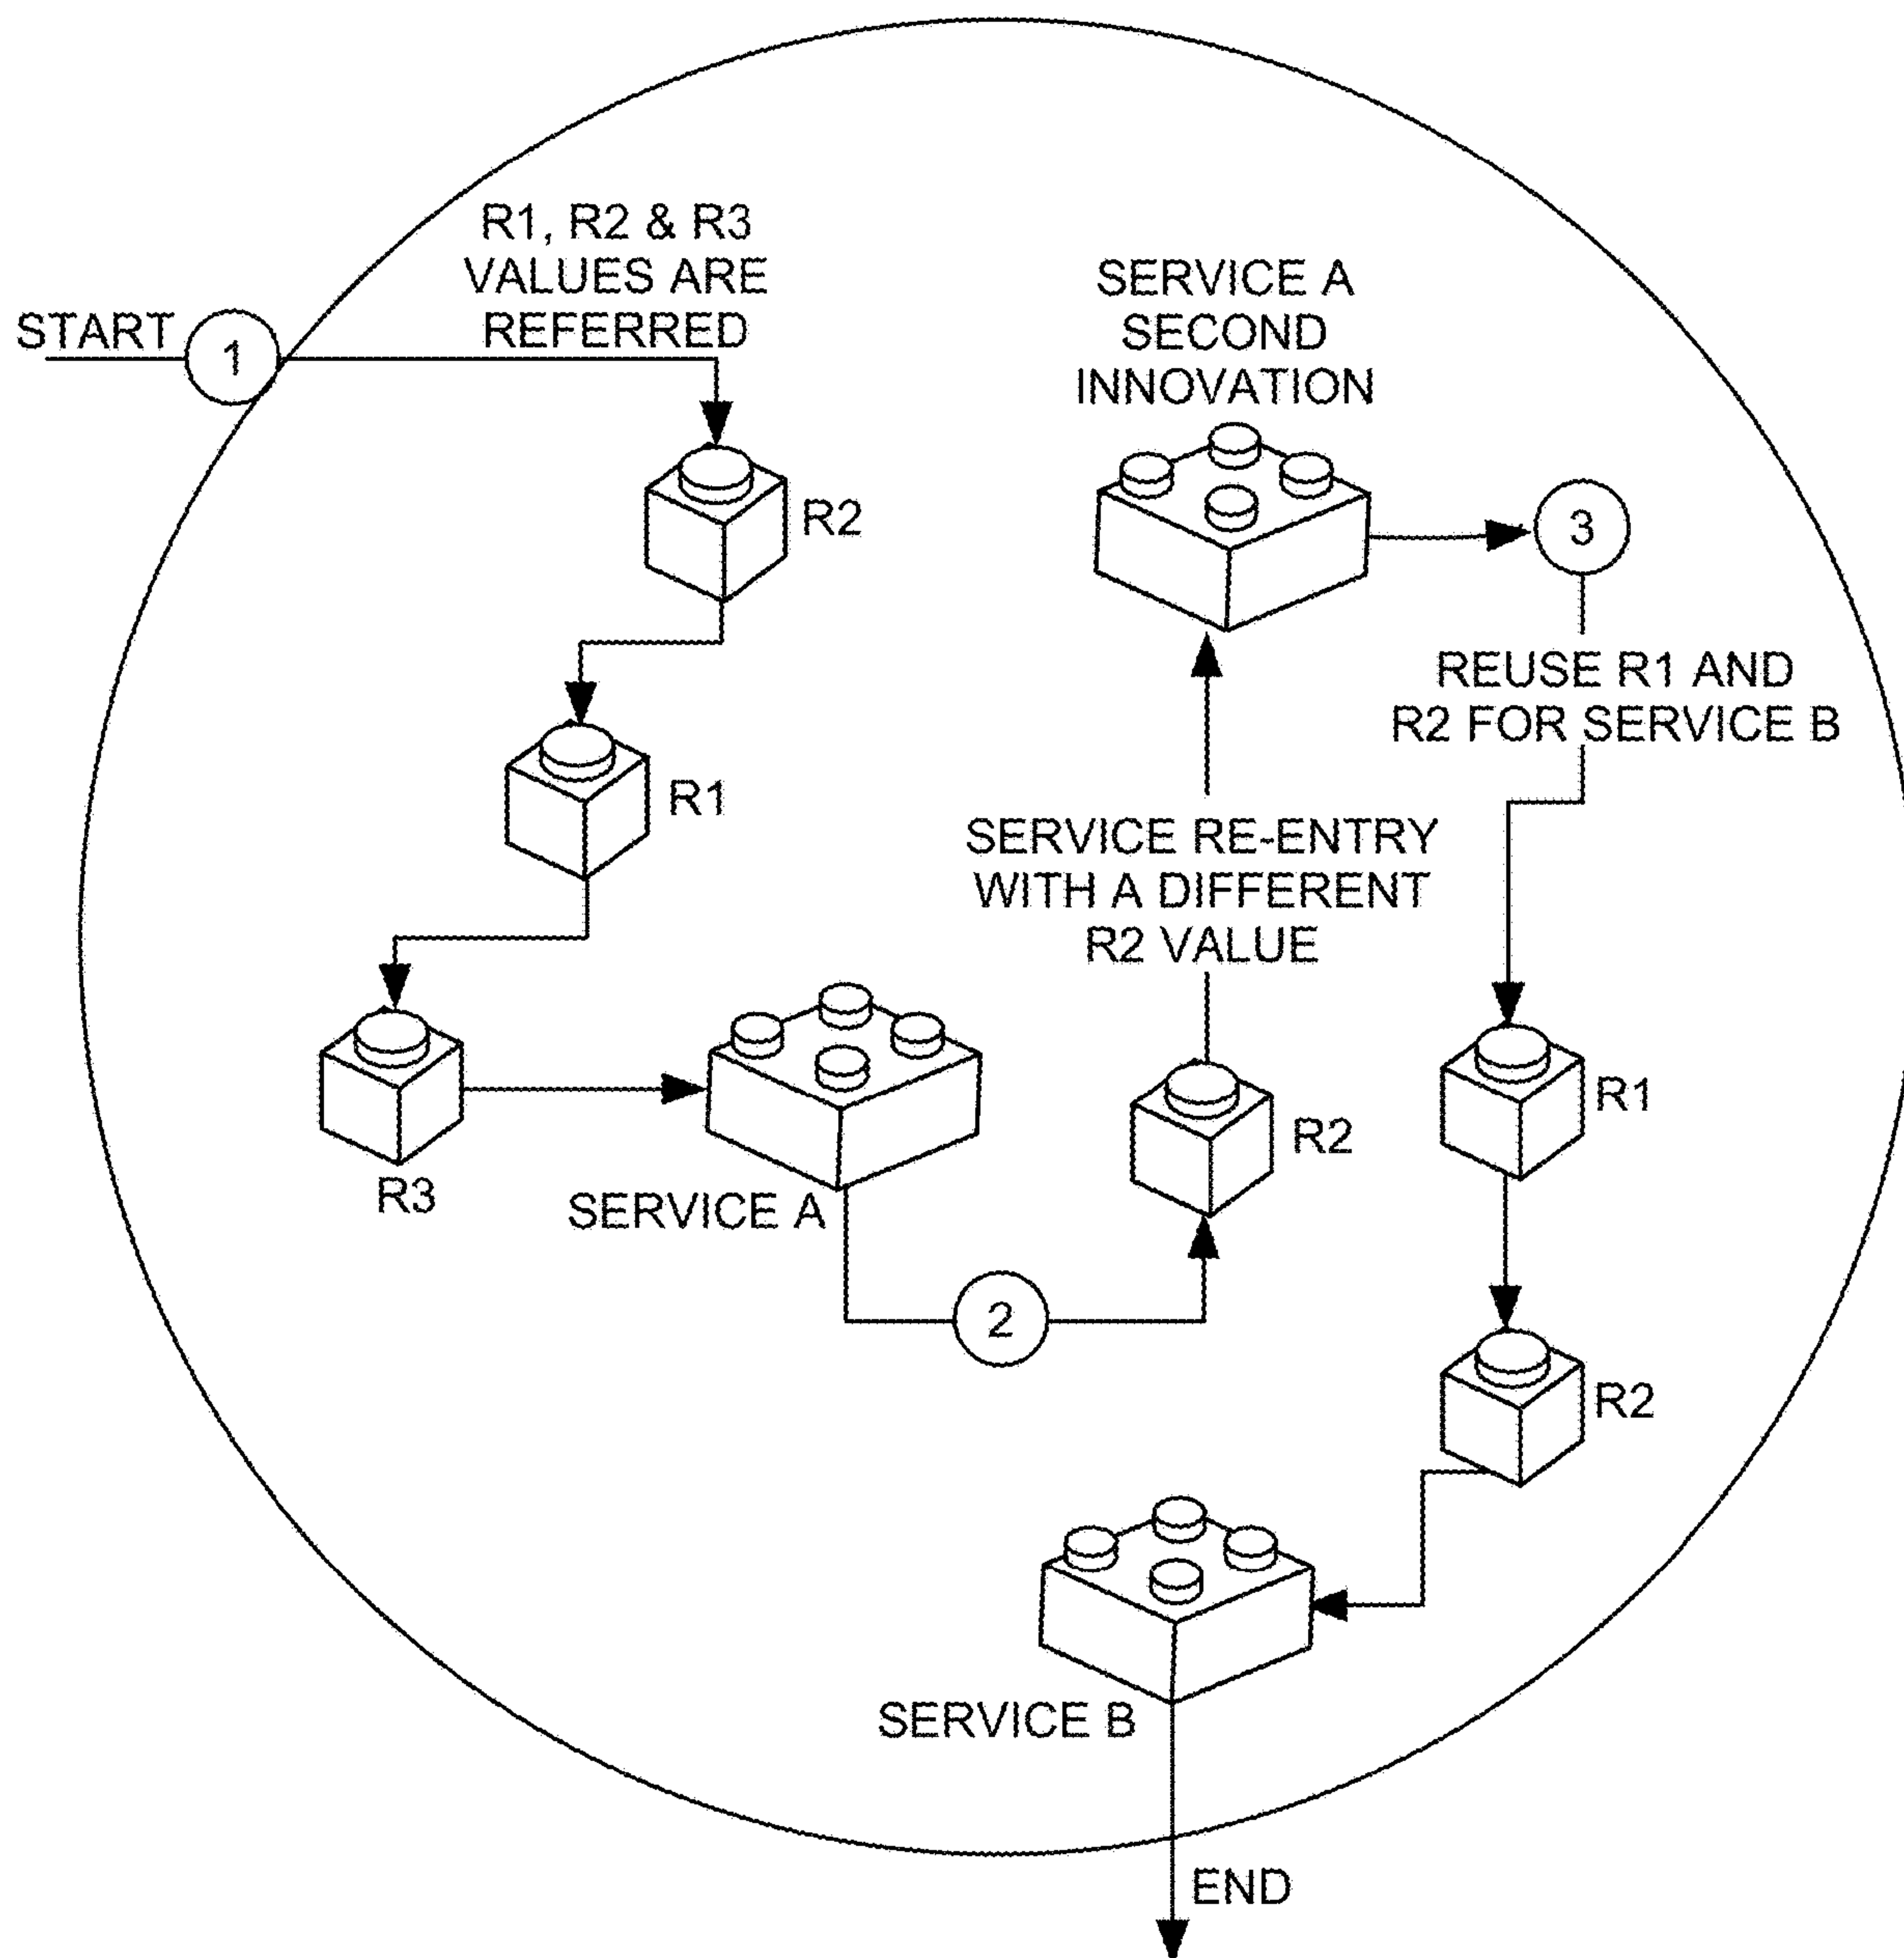 START
1
R1, R2 & R3
VALUES ARE
REFERRED
R2
R1
R3
SERVICE A
2
R2
SERVICE RE-ENTRY
WITH A DIFFERENT
R2 VALUE
SERVICE A
SECOND
INNOVATION
3
REUSE R1 AND
R2 FOR SERVICE B
R1
R2
SERVICE B
END